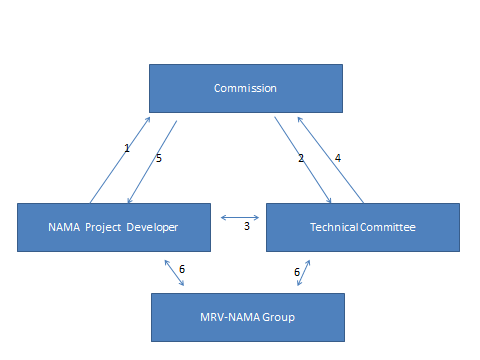 Commission
1
5
2
4
NAMA Project Developer
3
Technical Committee
6
6
MRV-NAMA Group